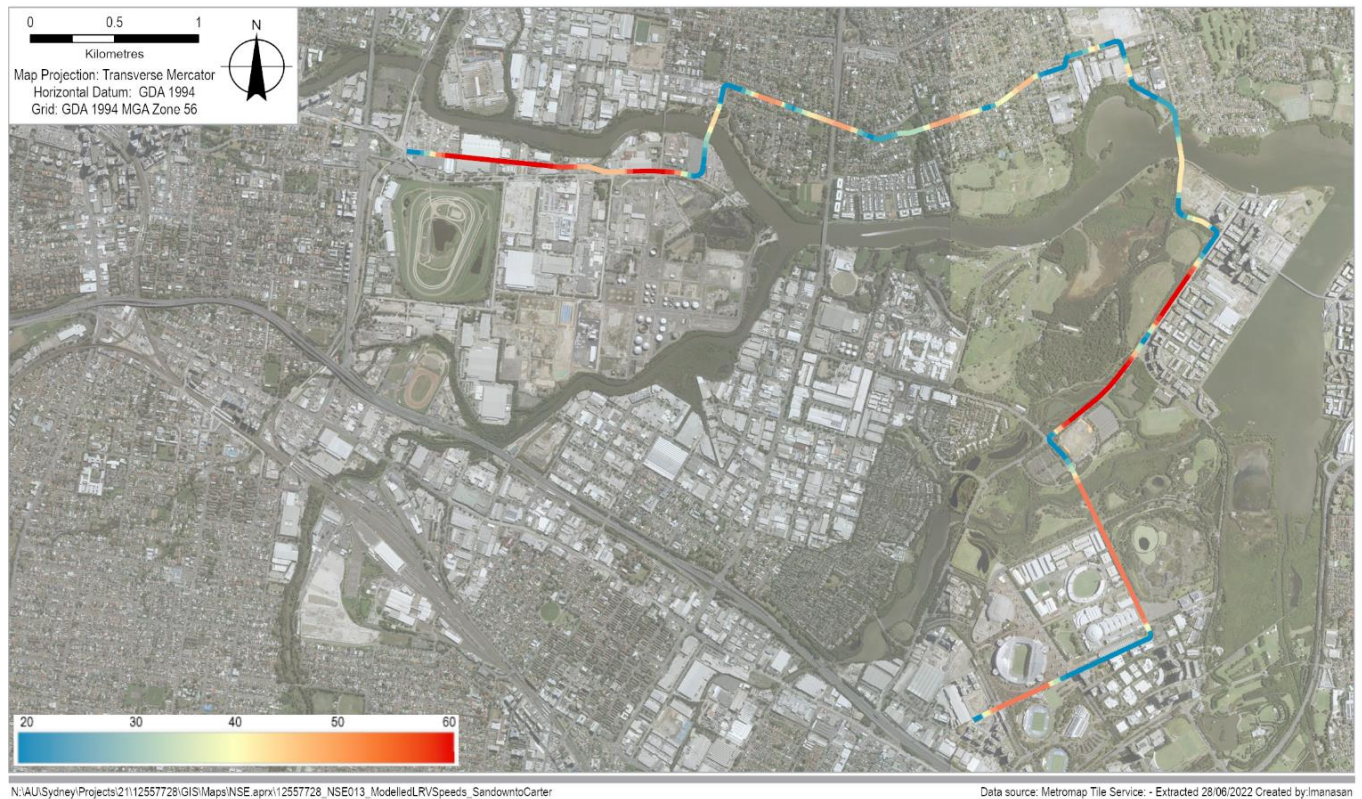 0 0.5 1
Kilometres
N
Map Projection: Transverse Mercator
Horizontal Datum: GDA 1994
Grid: GDA 1994 MGA Zone 56
20 30 40 50 60
N:\AU\Sydney\Projects\21\12557728\GIS\Maps\NSE.aprx\12557728_NSE013_ModelledLRVSpeeds_SandowntoCarter
Data source: Metromap Tile Service: - Extracted 28/06/2022 Created by:lmanasan